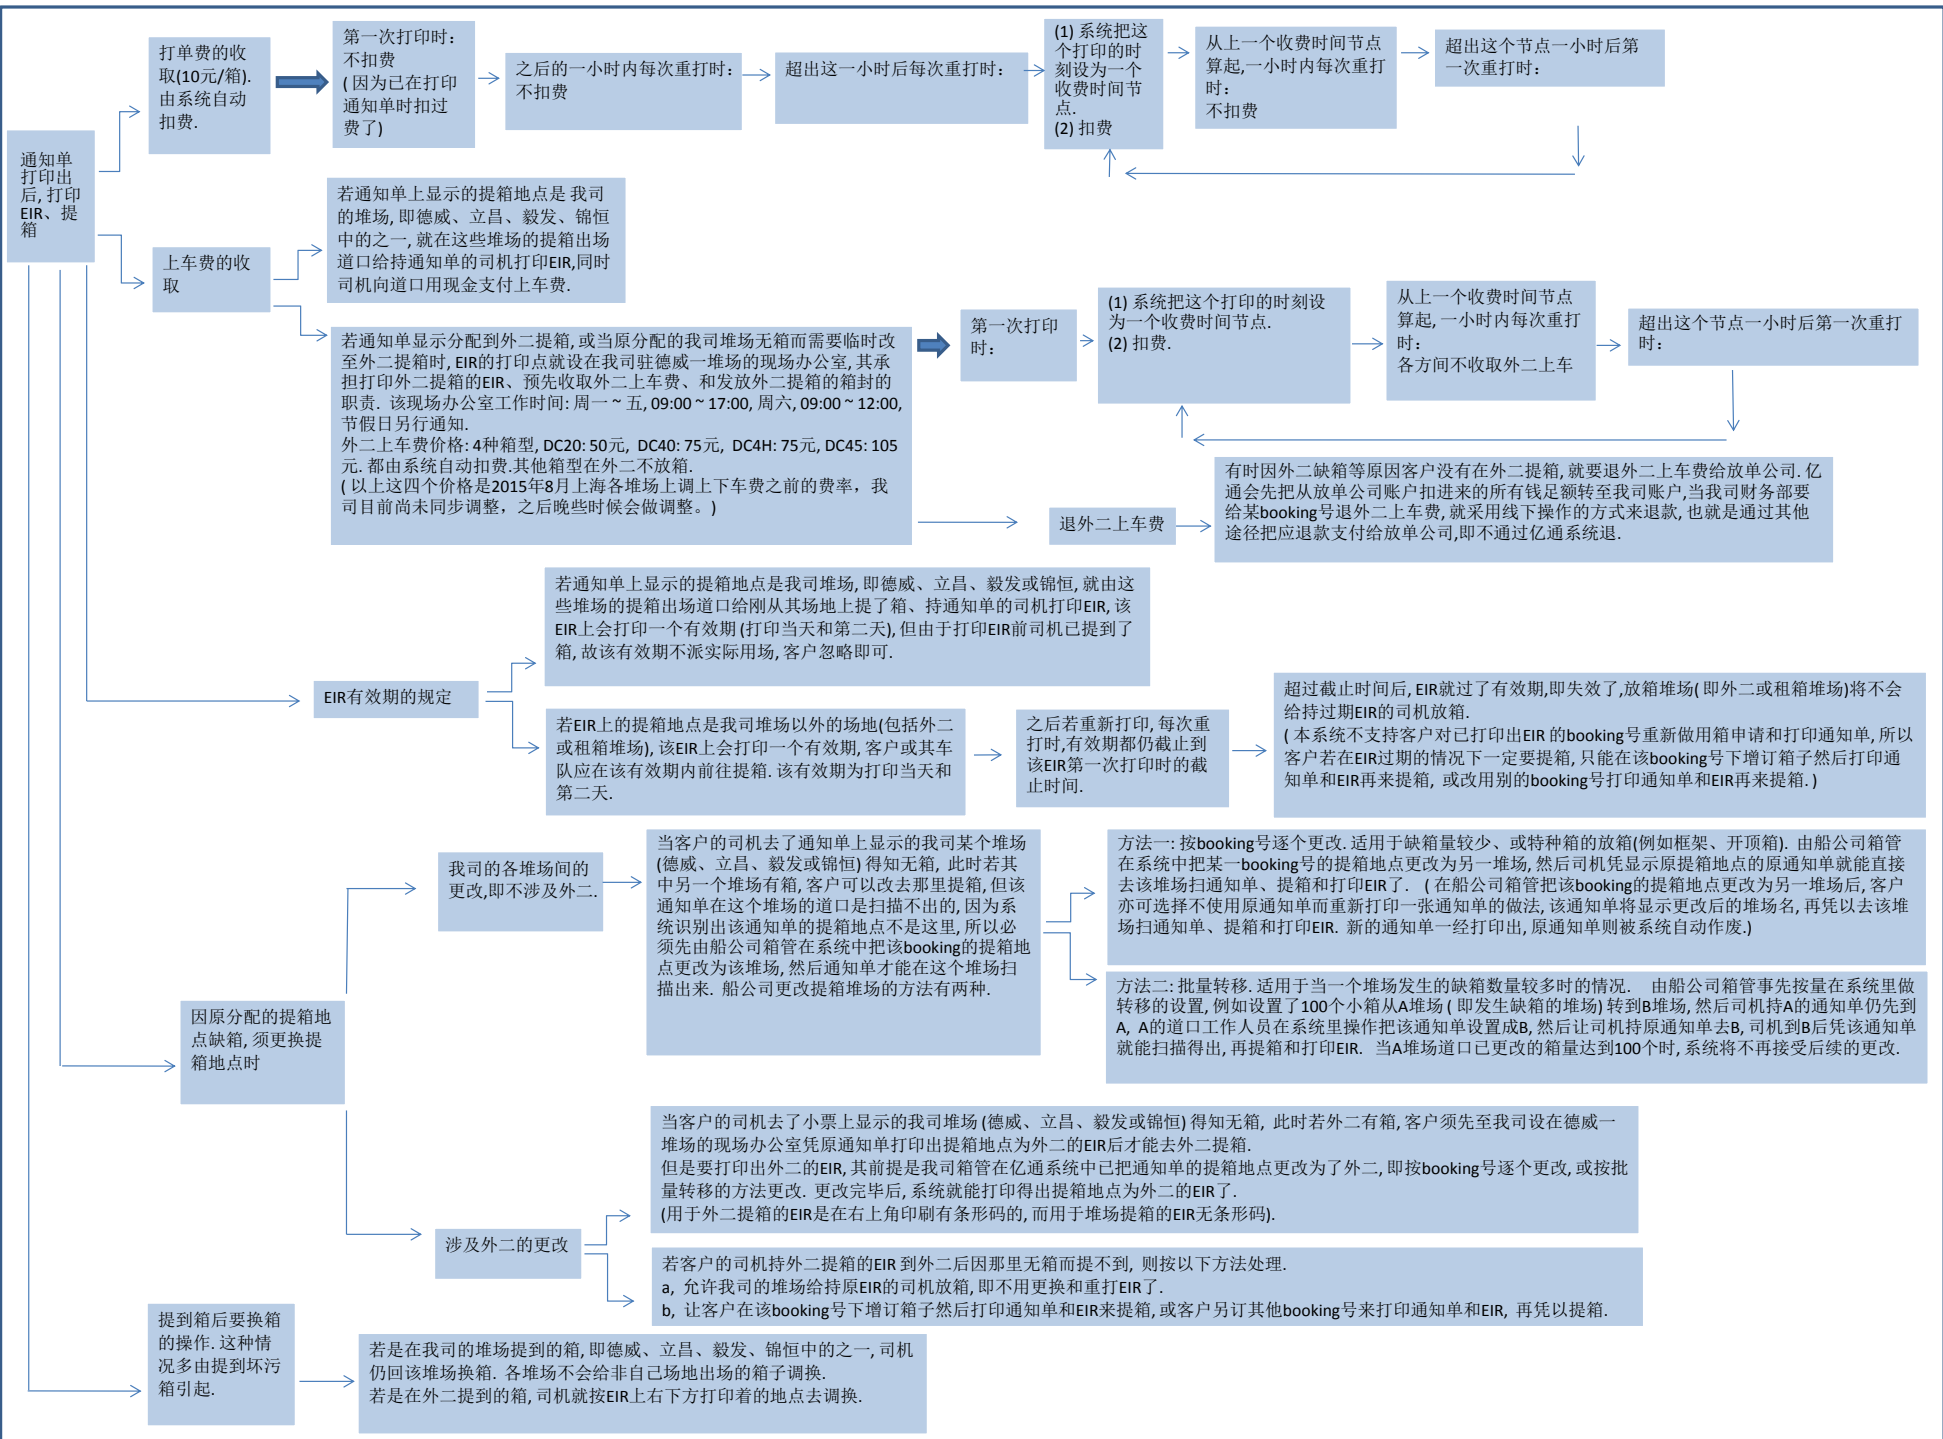 通知单
打印出
后, 打印
EIR、提
箱
打单费的收
取(10元/箱).
由系统自动
扣费.
第一次打印时：
不扣费
( 因为已在打印
通知单时扣过
费了)
之后的一小时内每次重打时：
不扣费
超出这一小时后每次重打时：
(1) 系统把这
个打印的时
刻设为一个
收费时间节
点.
(2) 扣费
从上一个收费时间节点
算起,一小时内每次重打
时：
不扣费
超出这个节点一小时后第
一次重打时：
上车费的收
取
若通知单上显示的提箱地点是 我司
的堆场, 即德威、立昌、毅发、锦恒
中的之一, 就在这些堆场的提箱出场
道口给持通知单的司机打印EIR,同时
司机向道口用现金支付上车费.
若通知单显示分配到外二提箱, 或当原分配的我司堆场无箱而需要临时改
至外二提箱时, EIR的打印点就设在我司驻德威一堆场的现场办公室, 其承
担打印外二提箱的EIR、预先收取外二上车费、和发放外二提箱的箱封的
职责. 该现场办公室工作时间: 周一 ~ 五, 09:00 ~ 17:00, 周六, 09:00 ~ 12:00,
节假日另行通知.
外二上车费价格: 4种箱型, DC20: 50元, DC40: 75元, DC4H: 75元, DC45: 105
元. 都由系统自动扣费.其他箱型在外二不放箱.
( 以上这四个价格是2015年8月上海各堆场上调上下车费之前的费率，我
司目前尚未同步调整，之后晚些时候会做调整。)
第一次打印
时：
(1) 系统把这个打印的时刻设
为一个收费时间节点.
(2) 扣费.
从上一个收费时间节点
算起, 一小时内每次重打
时：
各方间不收取外二上车
超出这个节点一小时后第一次重打
时：
退外二上车费
有时因外二缺箱等原因客户没有在外二提箱, 就要退外二上车费给放单公司. 亿
通会先把从放单公司账户扣进来的所有钱足额转至我司账户,当我司财务部要
给某booking号退外二上车费, 就采用线下操作的方式来退款, 也就是通过其他
途径把应退款支付给放单公司,即不通过亿通系统退.
EIR有效期的规定
若通知单上显示的提箱地点是我司堆场, 即德威、立昌、毅发或锦恒, 就由这
些堆场的提箱出场道口给刚从其场地上提了箱、持通知单的司机打印EIR, 该
EIR上会打印一个有效期 (打印当天和第二天), 但由于打印EIR前司机已提到了
箱, 故该有效期不派实际用场, 客户忽略即可.
若EIR上的提箱地点是我司堆场以外的场地(包括外二
或租箱堆场), 该EIR上会打印一个有效期, 客户或其车
队应在该有效期内前往提箱. 该有效期为打印当天和
第二天.
之后若重新打印, 每次重
打时,有效期都仍截止到
该EIR第一次打印时的截
止时间.
超过截止时间后, EIR就过了有效期,即失效了,放箱堆场( 即外二或租箱堆场)将不会
给持过期EIR的司机放箱.
( 本系统不支持客户对已打印出EIR 的booking号重新做用箱申请和打印通知单, 所以
客户若在EIR过期的情况下一定要提箱, 只能在该booking号下增订箱子然后打印通
知单和EIR再来提箱, 或改用别的booking号打印通知单和EIR再来提箱. )
因原分配的提箱地
点缺箱, 须更换提
箱地点时
我司的各堆场间的
更改,即不涉及外二.
当客户的司机去了通知单上显示的我司某个堆场
(德威、立昌、毅发或锦恒) 得知无箱, 此时若其
中另一个堆场有箱, 客户可以改去那里提箱, 但该
通知单在这个堆场的道口是扫描不出的, 因为系
统识别出该通知单的提箱地点不是这里, 所以必
须先由船公司箱管在系统中把该booking的提箱地
点更改为该堆场, 然后通知单才能在这个堆场扫
描出来. 船公司更改提箱堆场的方法有两种.
方法一: 按booking号逐个更改. 适用于缺箱量较少、或特种箱的放箱(例如框架、开顶箱). 由船公司箱管
在系统中把某一booking号的提箱地点更改为另一堆场, 然后司机凭显示原提箱地点的原通知单就能直接
去该堆场扫通知单、提箱和打印EIR了. ( 在船公司箱管把该booking的提箱地点更改为另一堆场后, 客户
亦可选择不使用原通知单而重新打印一张通知单的做法, 该通知单将显示更改后的堆场名, 再凭以去该堆
场扫通知单、提箱和打印EIR. 新的通知单一经打印出, 原通知单则被系统自动作废.)
方法二: 批量转移. 适用于当一个堆场发生的缺箱数量较多时的情况. 由船公司箱管事先按量在系统里做
转移的设置, 例如设置了100个小箱从A堆场 ( 即发生缺箱的堆场) 转到B堆场, 然后司机持A的通知单仍先到
A, A的道口工作人员在系统里操作把该通知单设置成B, 然后让司机持原通知单去B, 司机到B后凭该通知单
就能扫描得出, 再提箱和打印EIR. 当A堆场道口已更改的箱量达到100个时, 系统将不再接受后续的更改.
涉及外二的更改
当客户的司机去了小票上显示的我司堆场 (德威、立昌、毅发或锦恒) 得知无箱, 此时若外二有箱, 客户须先至我司设在德威一
堆场的现场办公室凭原通知单打印出提箱地点为外二的EIR后才能去外二提箱.
但是要打印出外二的EIR, 其前提是我司箱管在亿通系统中已把通知单的提箱地点更改为了外二, 即按booking号逐个更改, 或按批
量转移的方法更改. 更改完毕后, 系统就能打印得出提箱地点为外二的EIR了.
(用于外二提箱的EIR是在右上角印刷有条形码的, 而用于堆场提箱的EIR无条形码).
若客户的司机持外二提箱的EIR 到外二后因那里无箱而提不到, 则按以下方法处理.
a, 允许我司的堆场给持原EIR的司机放箱, 即不用更换和重打EIR了.
b, 让客户在该booking号下增订箱子然后打印通知单和EIR来提箱, 或客户另订其他booking号来打印通知单和EIR, 再凭以提箱.
提到箱后要换箱
的操作. 这种情
况多由提到坏污
箱引起.
若是在我司的堆场提到的箱, 即德威、立昌、毅发、锦恒中的之一, 司机
仍回该堆场换箱. 各堆场不会给非自己场地出场的箱子调换.
若是在外二提到的箱, 司机就按EIR上右下方打印着的地点去调换.